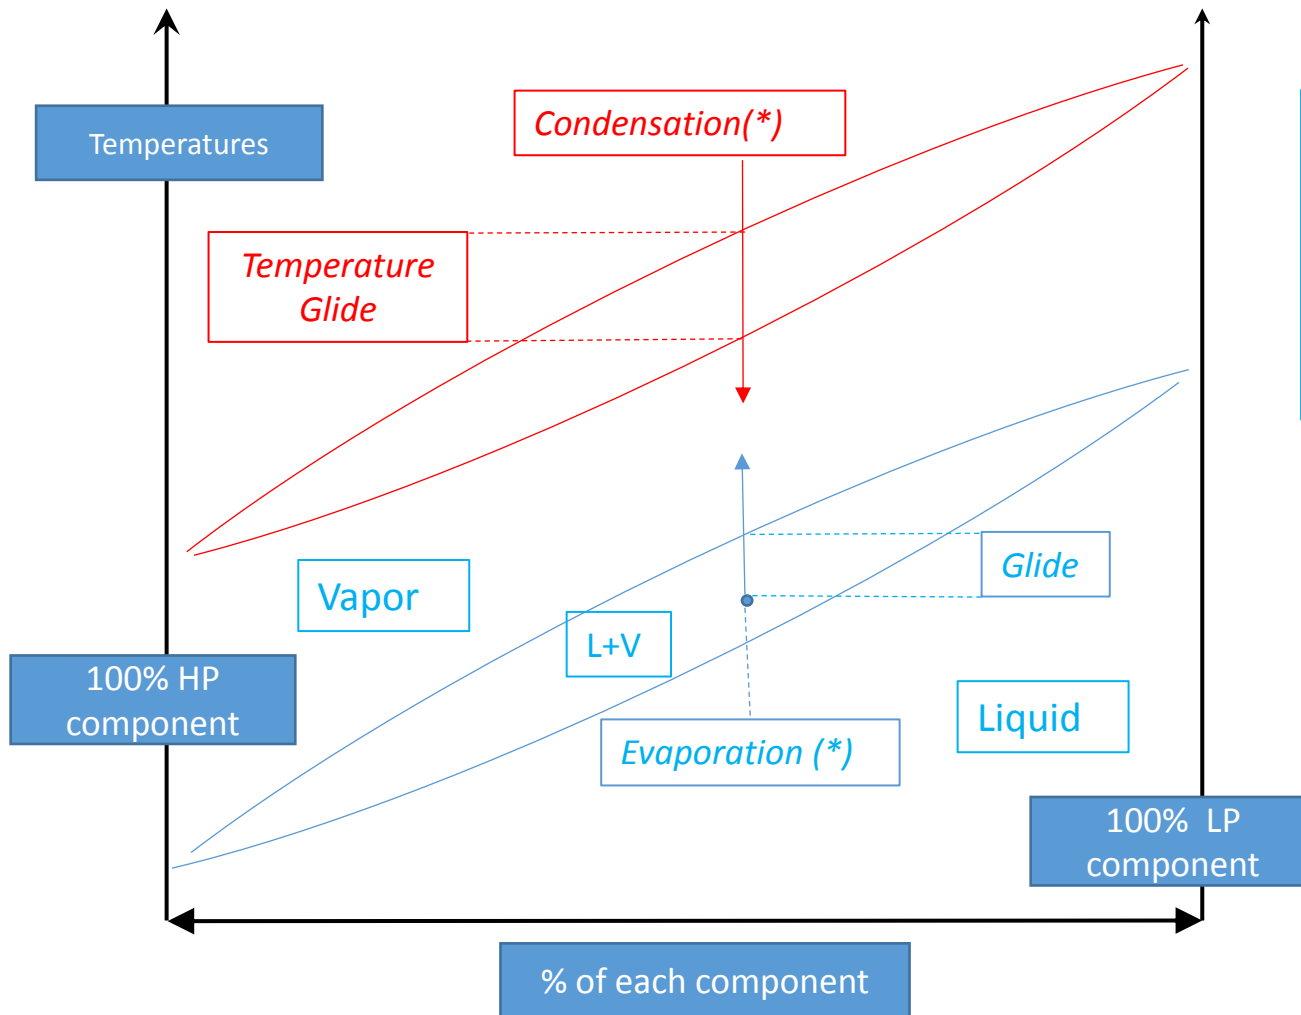 Condensation(*)
Temperatures
Temperature
Glide
Glide
Vapor
L+V
100% HP
component
Liquid
Evaporation (*)
100% LP
component
% of each component